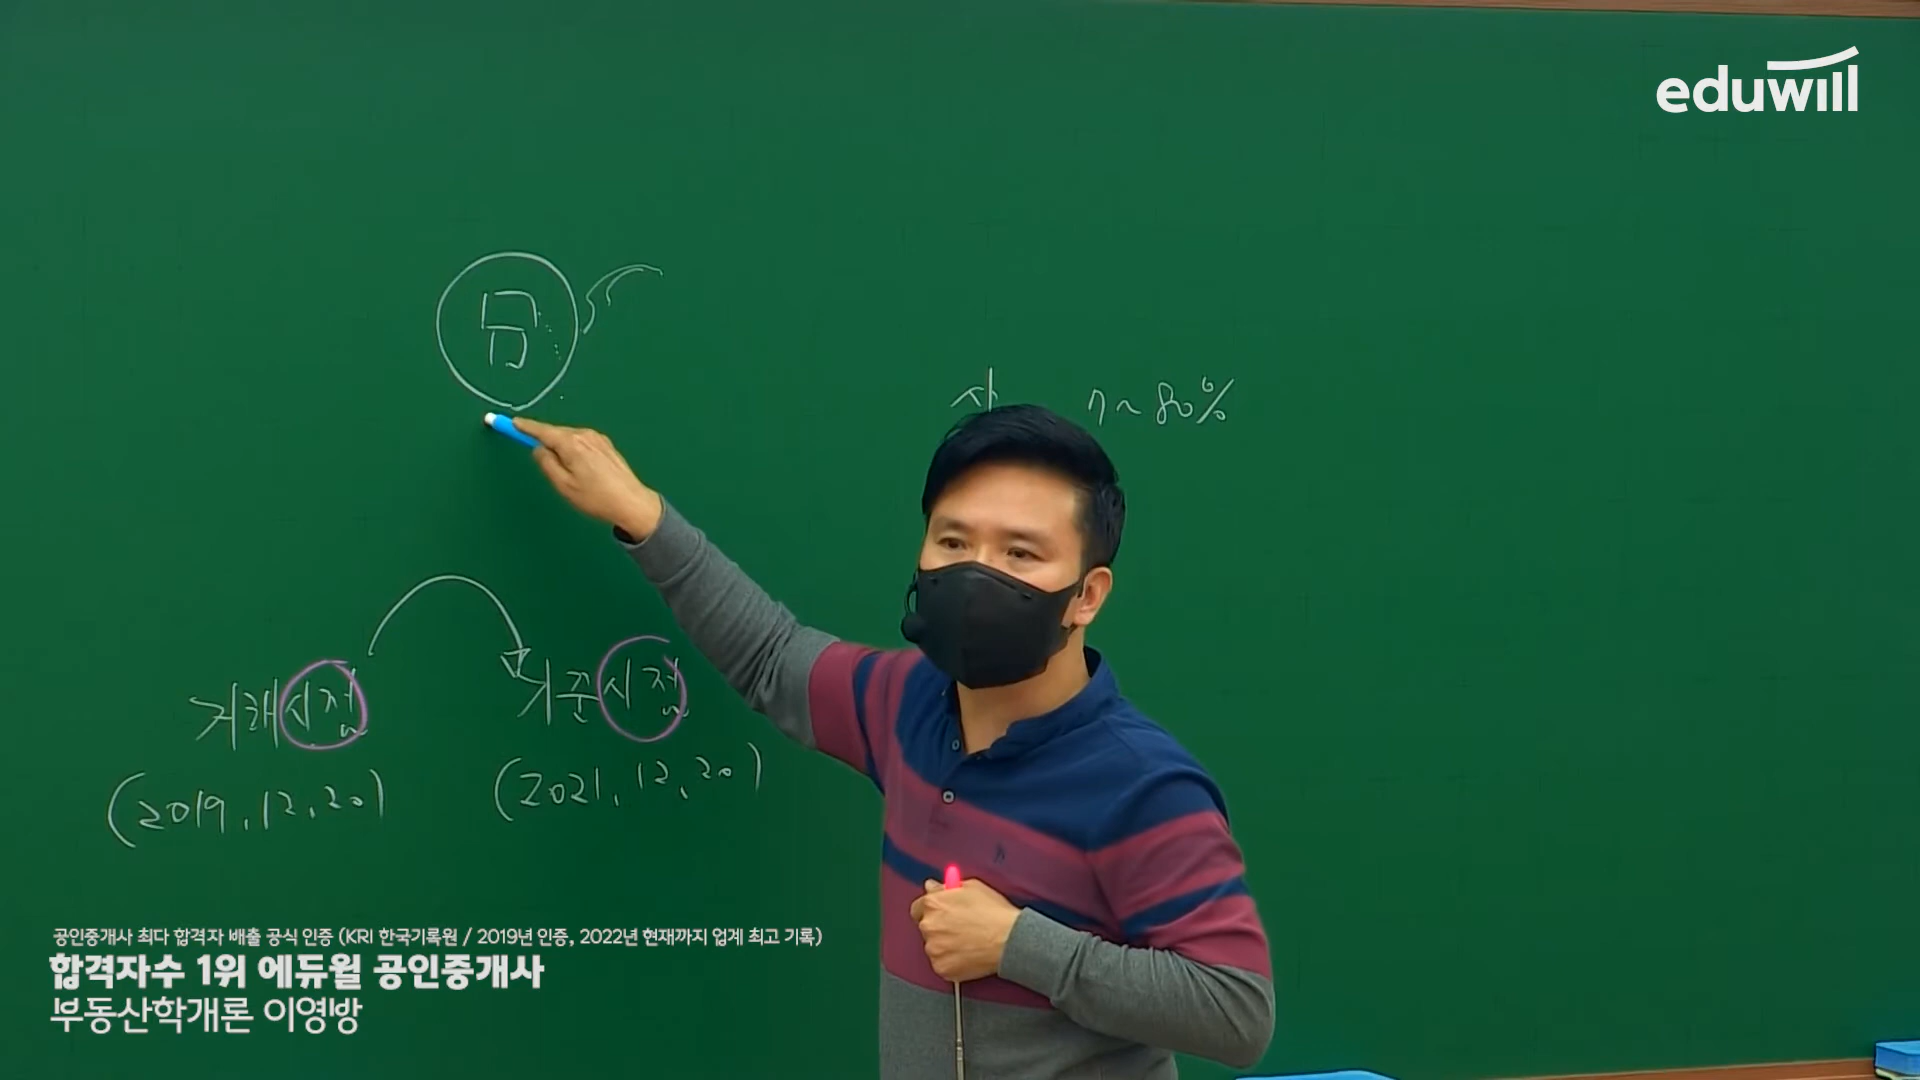 eduwill
사 7~80%
거래시점 기준시점
(2019.12.20) (2021.12.20)
공인중개사 최다 합격자 배출 공식 인증 (KRI 한국기록원 / 2019년 인증, 2022년 현재까지 업계 최고 기록)
합격자수 1위 에듀윌 공인중개사
부동산학개론 이영방